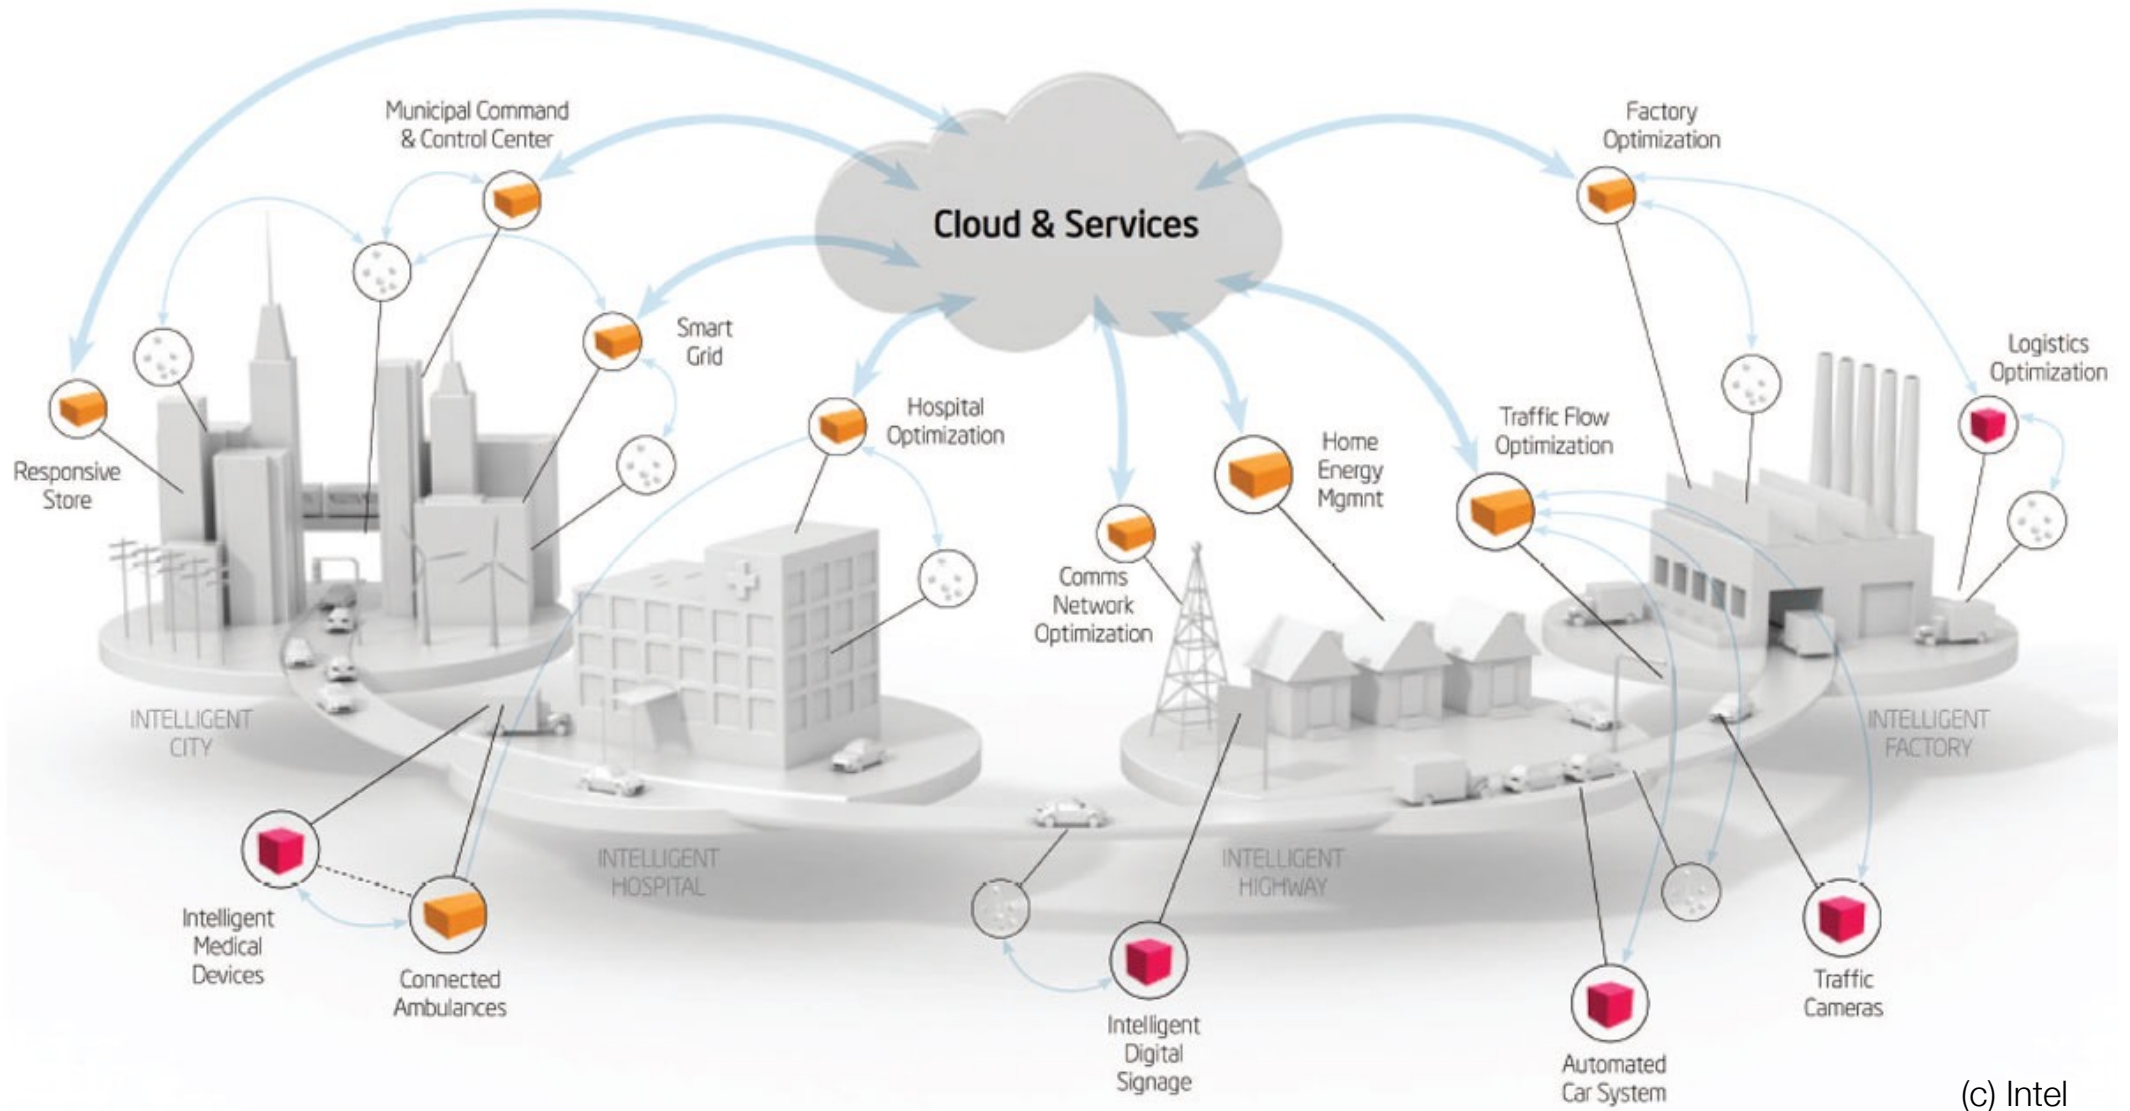 Municipal Command
& Control Center
Factory
Optimization
Cloud & Services
Smart
Grid
Logistics
Optimization
Responsive
Store
Hospital
Optimization
Home
Energy
Mgmnt
Traffic Flow
Optimization
Comms
Network
Optimization
INTELLIGENT
CITY
INTELLIGENT
FACTORY
INTELLIGENT
HOSPITAL
INTELLIGENT
HIGHWAY
Intelligent
Medical
Devices
Connected
Ambulances
Intelligent
Digital
Signage
Automated
Car System
Traffic
Cameras
(c) Intel